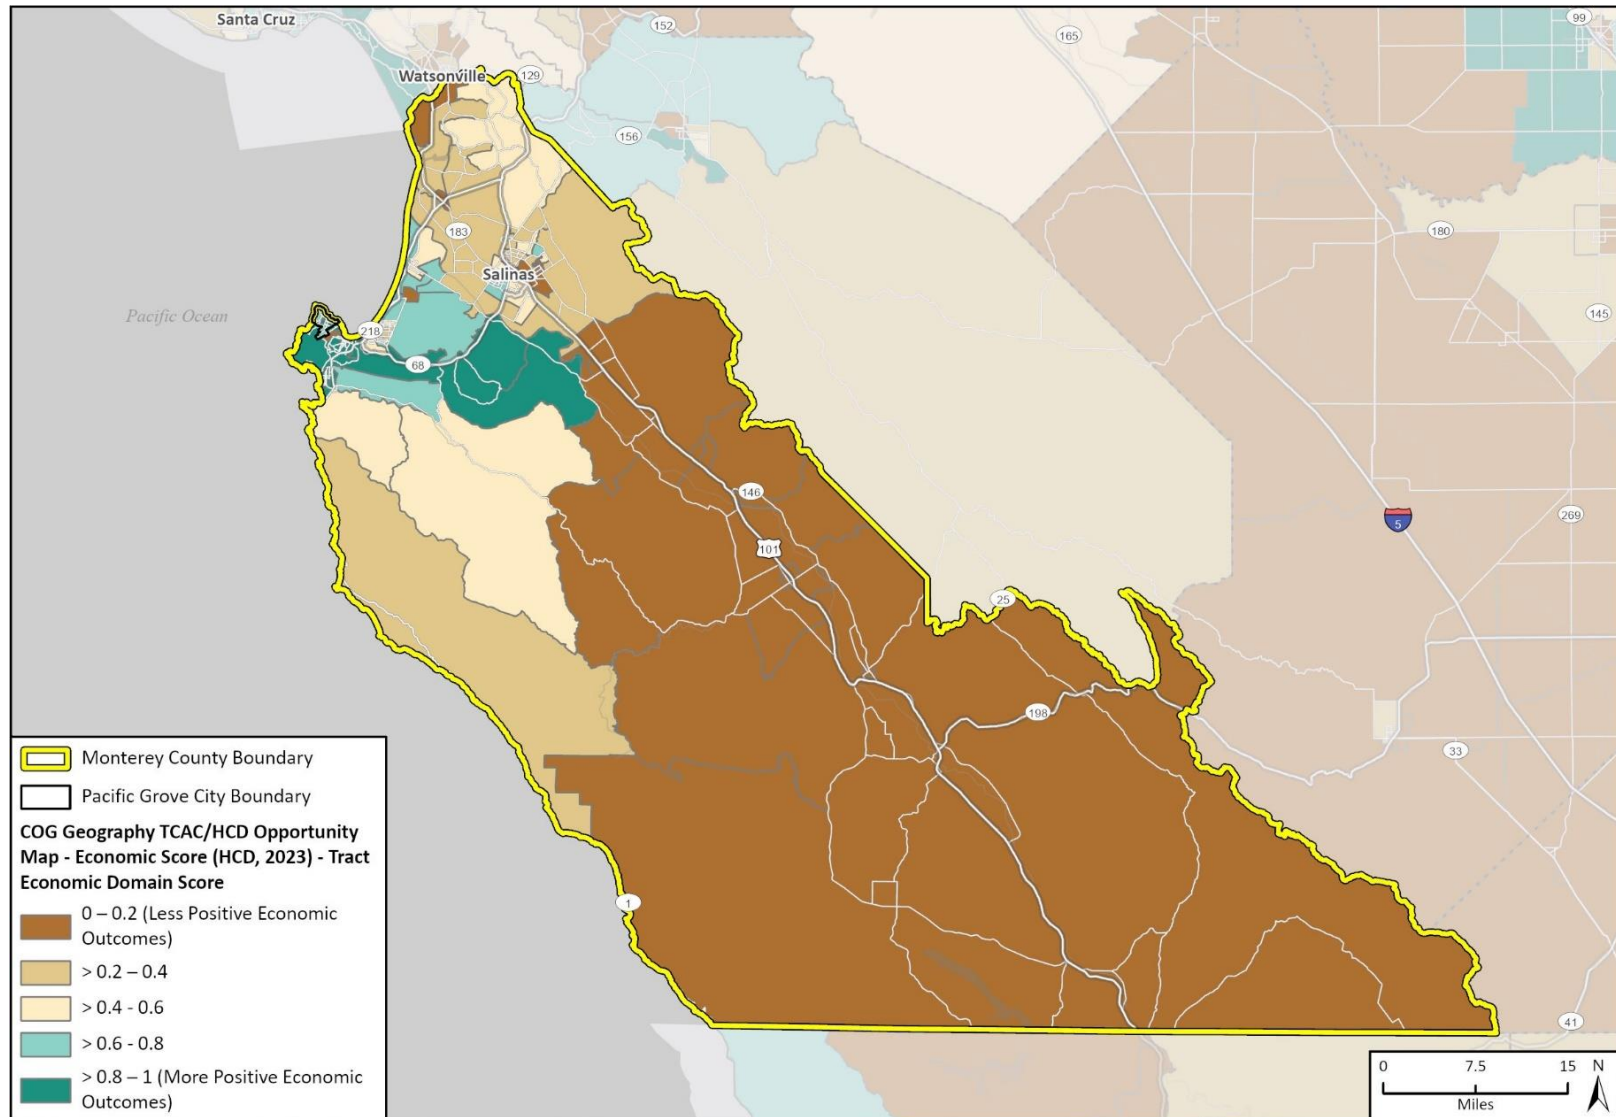 Santa Cruz
152
99
165
Watsonville
129
156
180
183
Salinas
145
Pacific Ocean
218
68
146
5
269
101
25
198
33
1
41
Monterey County Boundary
Pacific Grove City Boundary
COG Geography TCAC/HCD Opportunity
Map - Economic Score (HCD, 2023) - Tract
Economic Domain Score
0 – 0.2 (Less Positive Economic
Outcomes)
> 0.2 – 0.4
> 0.4 - 0.6
> 0.6 - 0.8
> 0.8 – 1 (More Positive Economic
Outcomes)
0 7.5 15 N
Miles